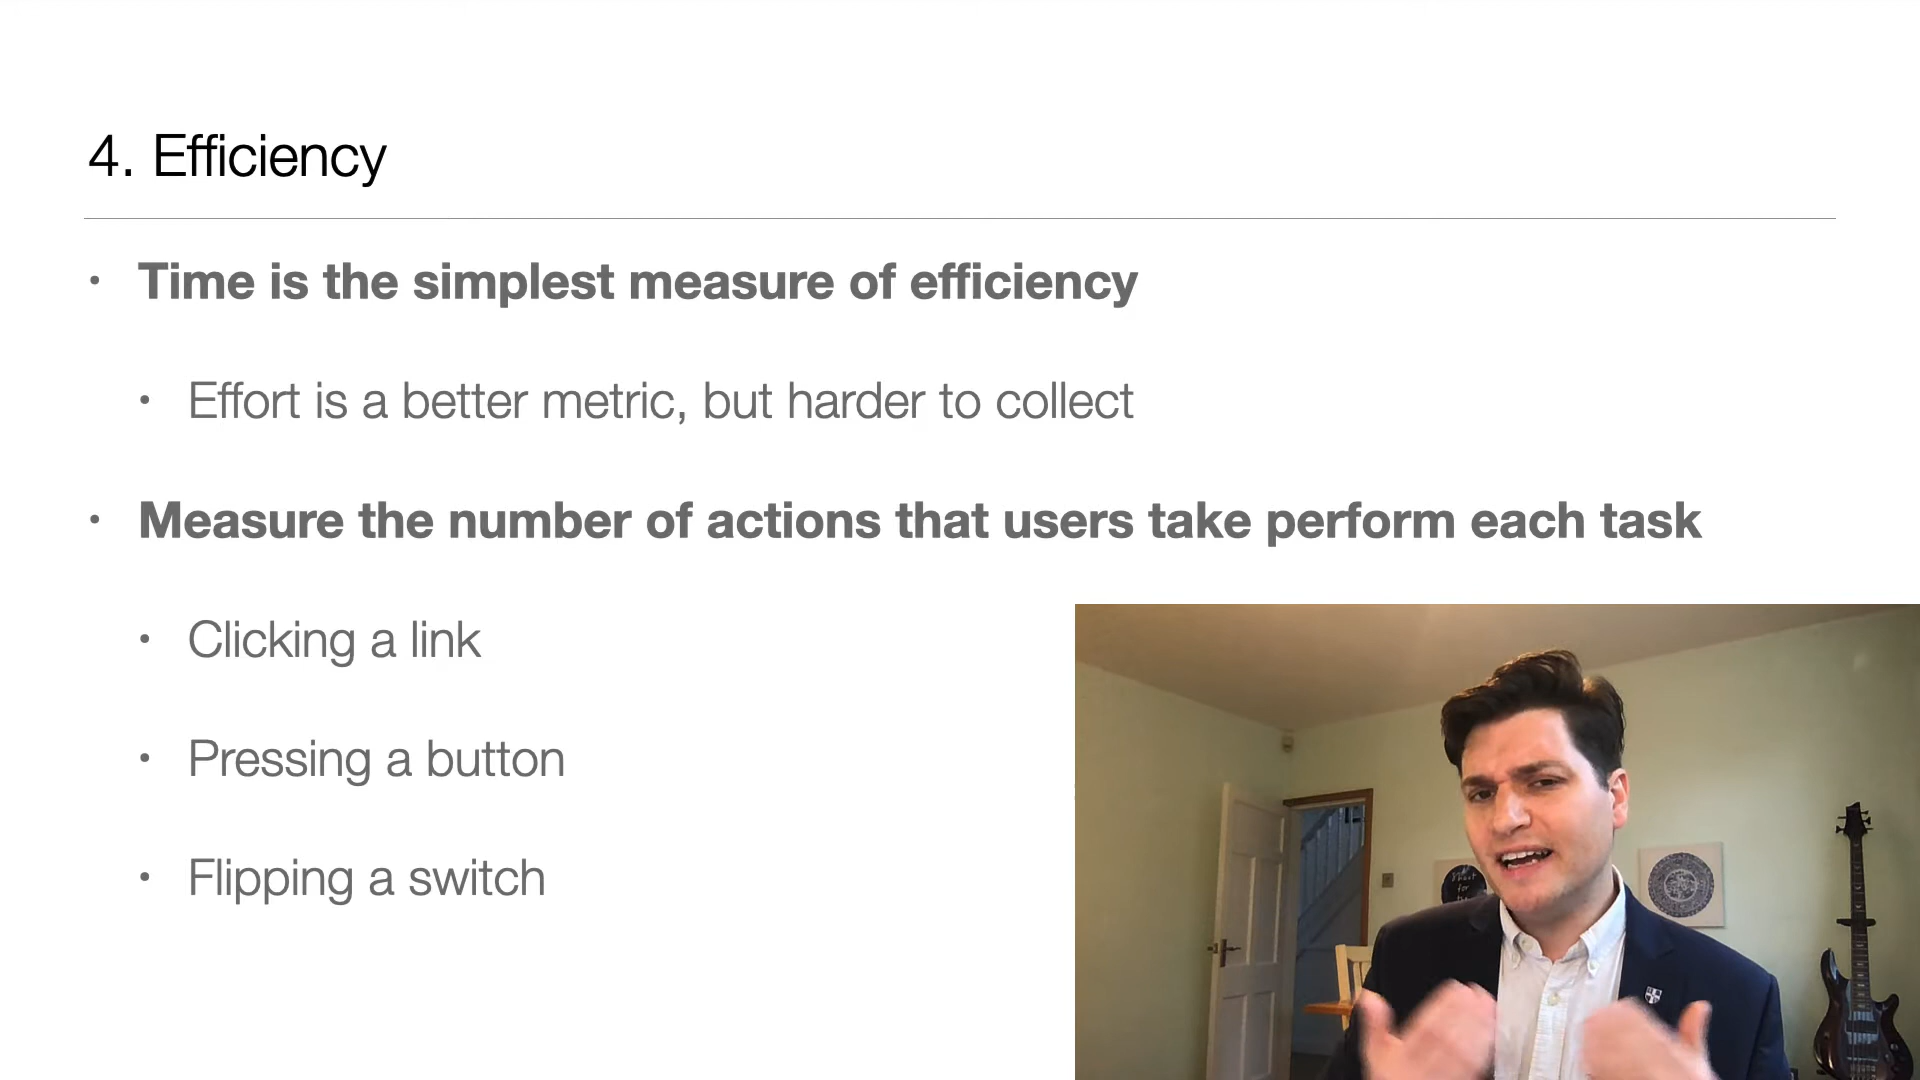 4. Efficiency
• Time is the simplest measure of efficiency
• Effort is a better metric, but harder to collect
• Measure the number of actions that users take perform each task
• Clicking a link
• Pressing a button
• Flipping a switch